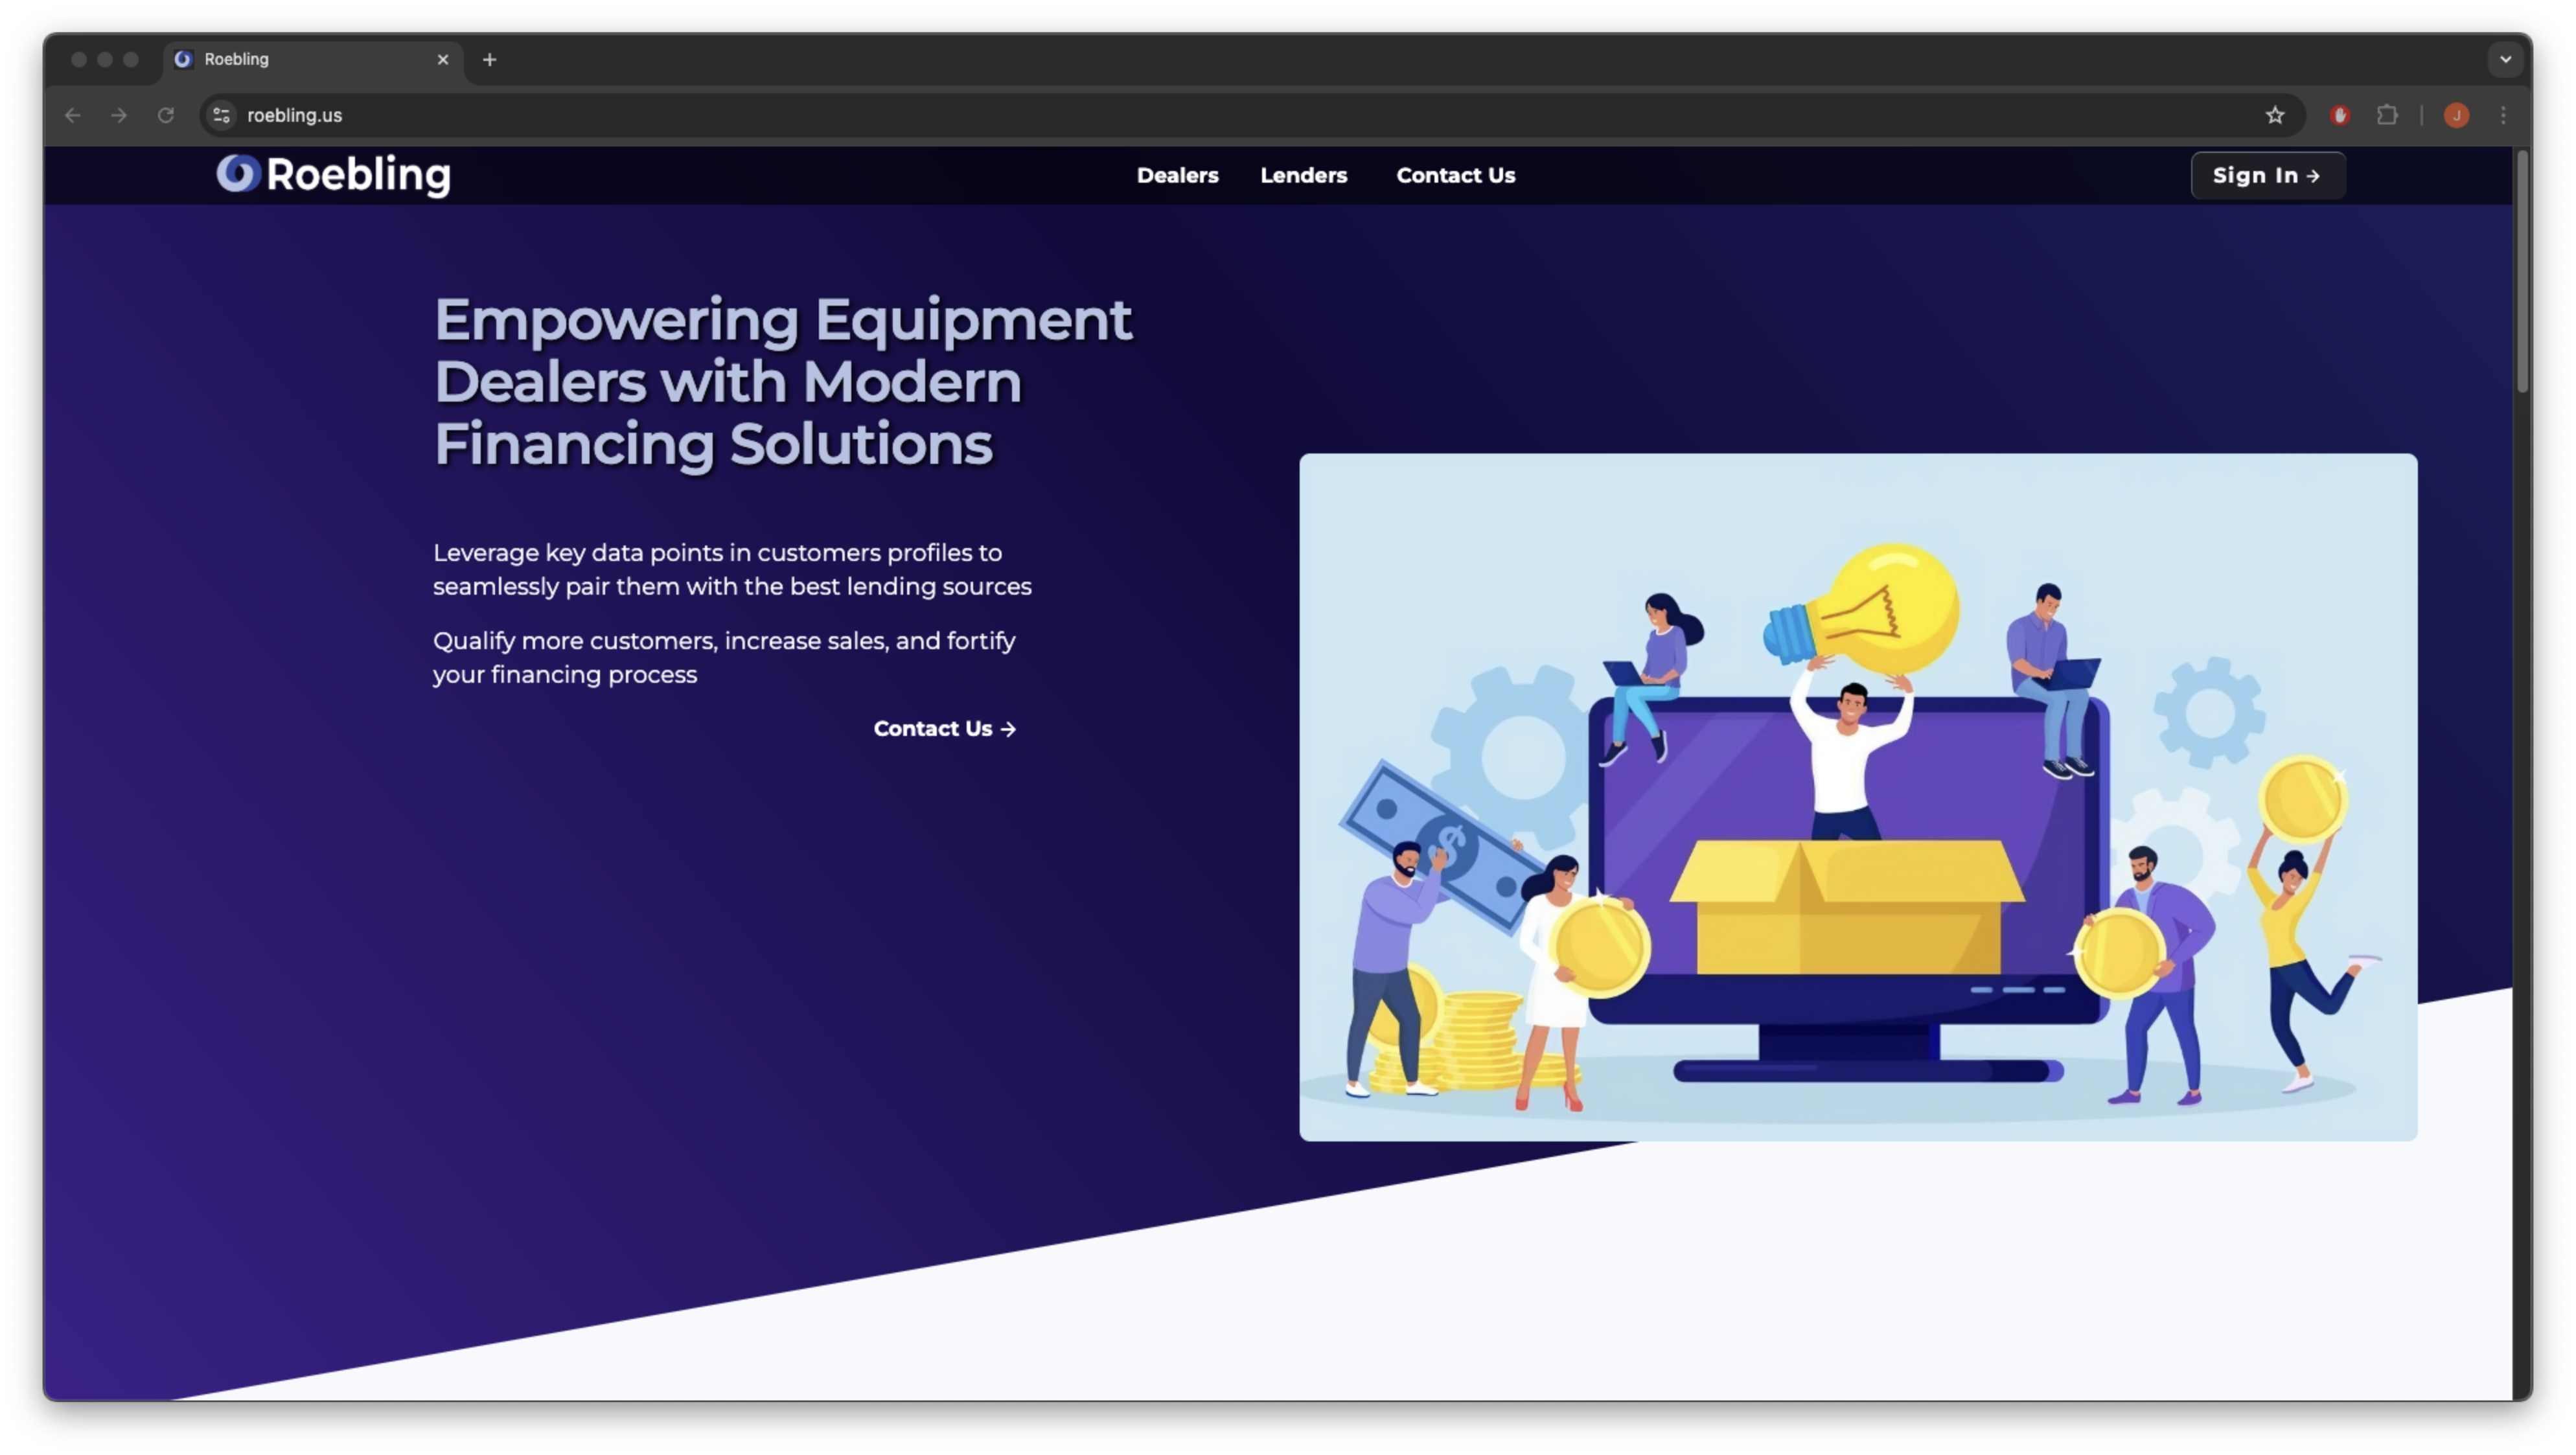 Roebling
roebling.us
J
Roebling
Dealers
Lenders
Contact Us
Sign In →
Empowering Equipment
Dealers with Modern
Financing Solutions
Leverage key data points in customers profiles to
seamlessly pair them with the best lending sources
Qualify more customers, increase sales, and fortify
your financing process
Contact Us →
$